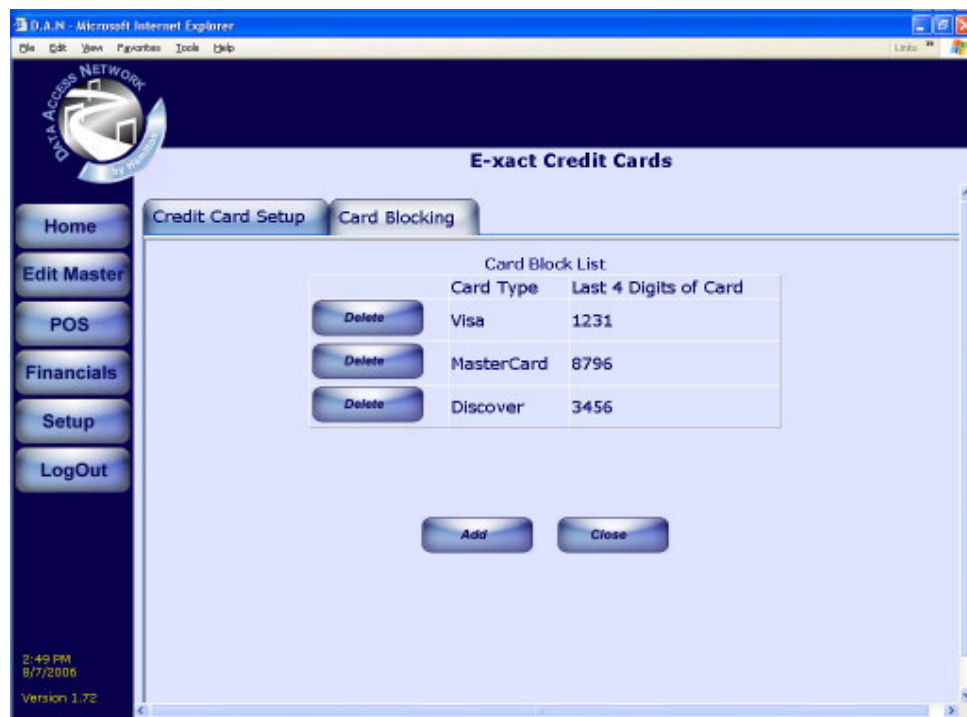 D.A.N - Microsoft Internet Explorer
File Edit View Favorites Tools Help
Links »
DATA ACCESS NETWORK
E-xact Credit Cards
Home
Edit Master
POS
Financials
Setup
LogOut
Credit Card Setup Card Blocking
Card Block List
Card Type Last 4 Digits of Card
Delete Visa 1231
Delete MasterCard 8796
Delete Discover 3456
Add Close
2:49 PM
8/7/2006
Version 1.72